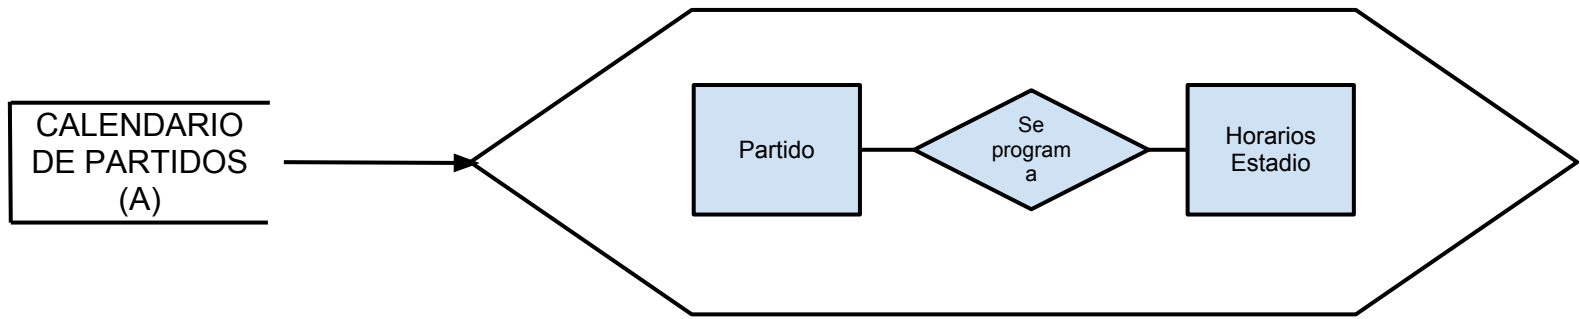 CALENDARIO
DE PARTIDOS
(A)
Partido
Se
program
a
Horarios
Estadio